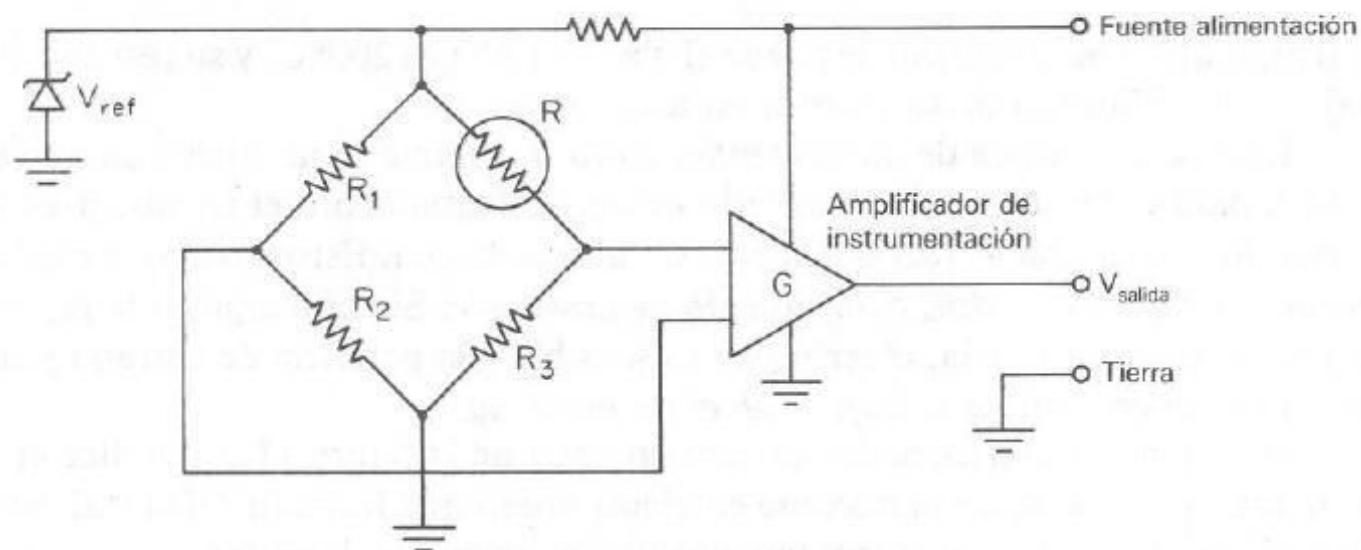 Fuente alimentación
V_ref
R
R_1
Amplificador de
instrumentación
R_2
G
V_salida
R_3
Tierra